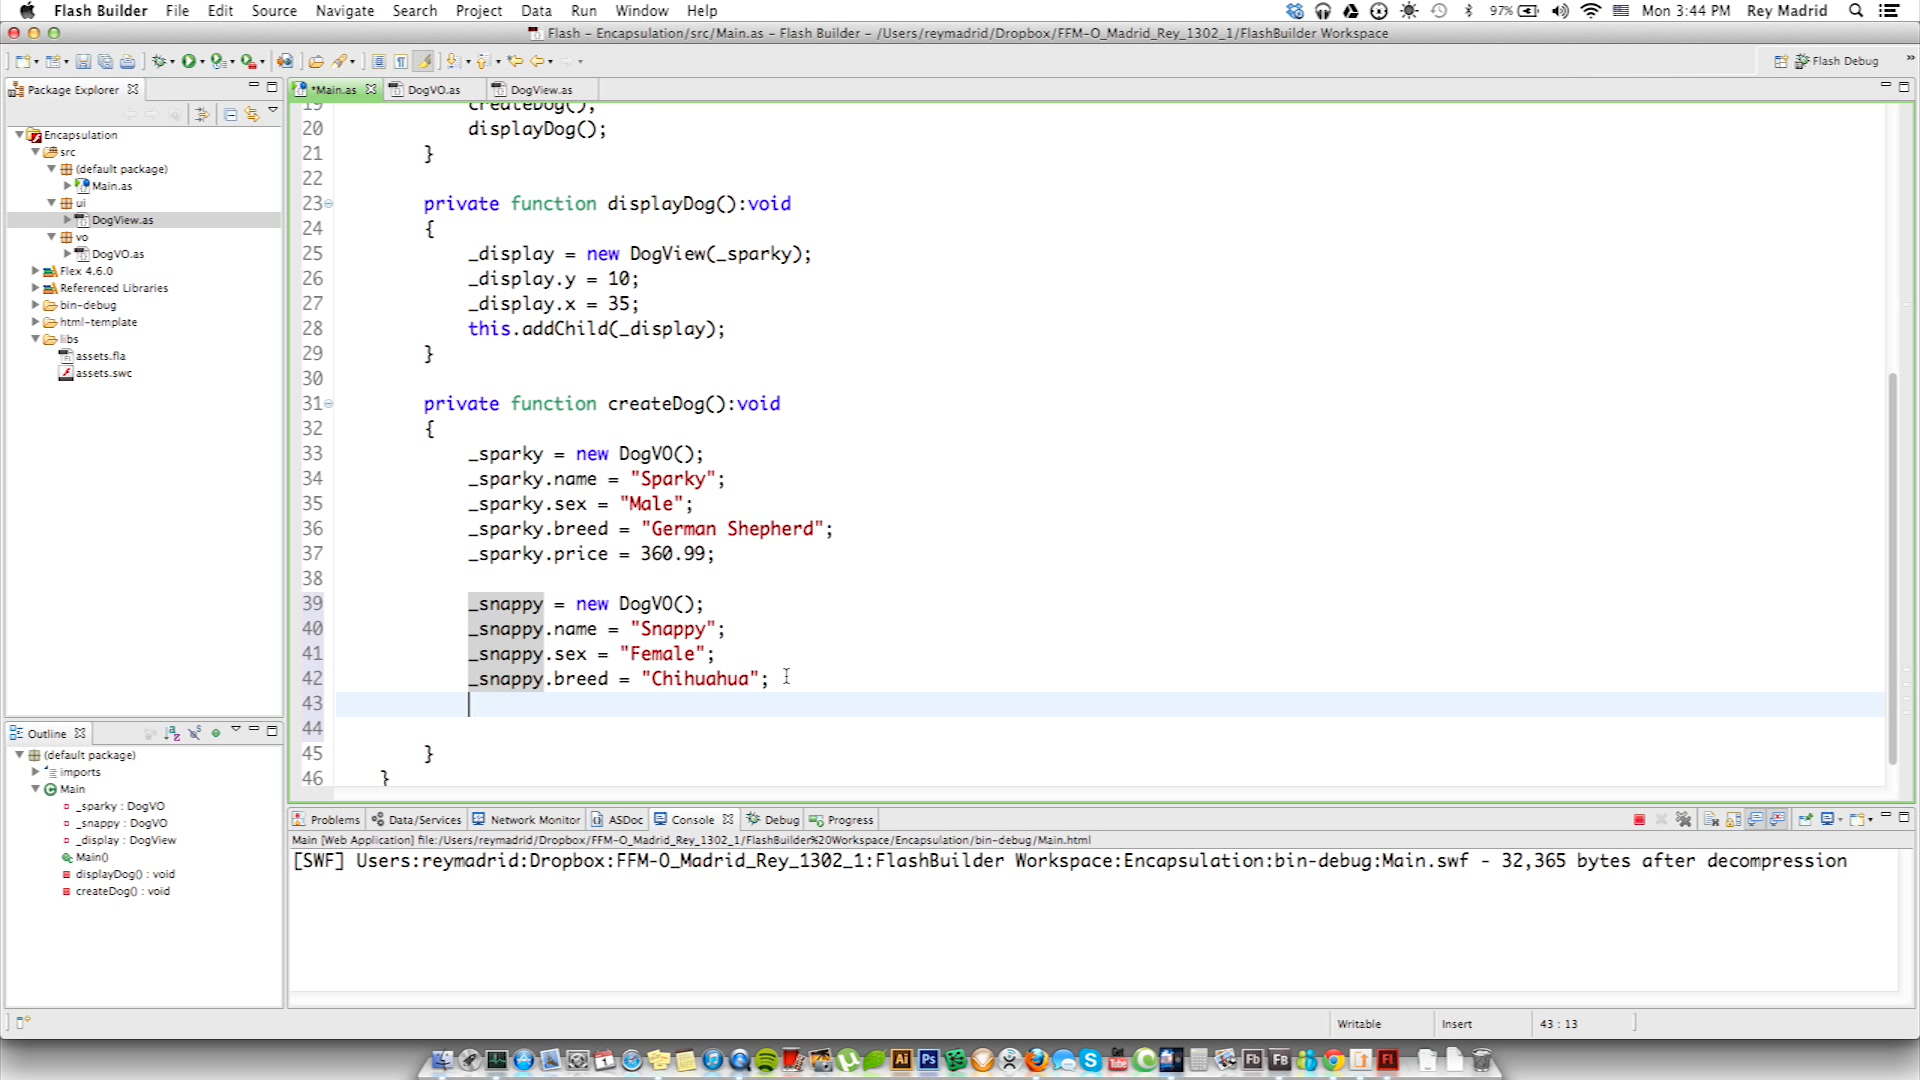 Flash Builder File Edit Source Navigate Search Project Data Run Window Help 97% Mon 3:44 PM Rey Madrid
Flash - Encapsulation/src/Main.as - Flash Builder - /Users/reymadrid/Dropbox/FFM-O_Madrid_Rey_1302_1/FlashBuilder Workspace
Flash Debug
Package Explorer
*Main.as DogVO.as DogView.as
Encapsulation
src
(default package)
Main.as
ui
DogView.as
vo
DogVO.as
Flex 4.6.0
Referenced Libraries
bin-debug
html-template
libs
assets.fla
assets.swc
19 createDog();
20 displayDog();
21 }
22
23 private function displayDog():void
24 {
25 _display = new DogView(_sparky);
26 _display.y = 10;
27 _display.x = 35;
28 this.addChild(_display);
29 }
30
31 private function createDog():void
32 {
33 _sparky = new DogVO();
34 _sparky.name = "Sparky";
35 _sparky.sex = "Male";
36 _sparky.breed = "German Shepherd";
37 _sparky.price = 360.99;
38
39 _snappy = new DogVO();
40 _snappy.name = "Snappy";
41 _snappy.sex = "Female";
42 _snappy.breed = "Chihuahua";
43
44
45 }
46 }
Outline
(default package)
imports
Main
_sparky : DogVO
_snappy : DogVO
_display : DogView
Main()
displayDog() : void
createDog() : void
Problems Data/Services Network Monitor ASDoc Console Debug Progress
Main [Web Application] file:/Users/reymadrid/Dropbox/FFM-O_Madrid_Rey_1302_1/FlashBuilder%20Workspace/Encapsulation/bin-debug/Main.html
[SWF] Users:reymadrid:Dropbox:FFM-O_Madrid_Rey_1302_1:FlashBuilder Workspace:Encapsulation:bin-debug:Main.swf - 32,365 bytes after decompression
Writable Insert 43 : 13
Ai Ps Fb FB Fl